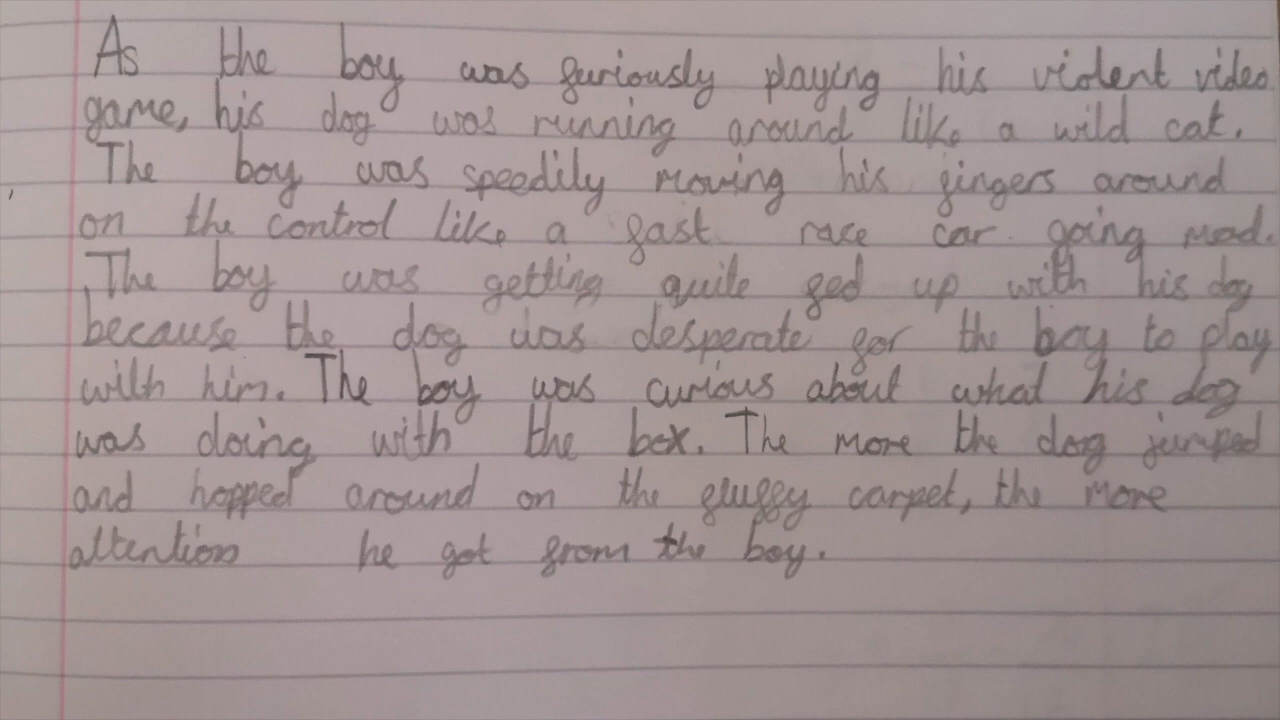 As the boy was furiously playing his violent video
game, his dog was running around like a wild cat.
The boy was speedily moving his fingers around
on the control like a fast race car going mad.
The boy was getting quite fed up with his dog
because the dog was desperate for the boy to play
with him. The boy was curious about what his dog
was doing with the box. The more the dog jumped
and hopped around on the fluffy carpet, the more
attention he got from the boy.